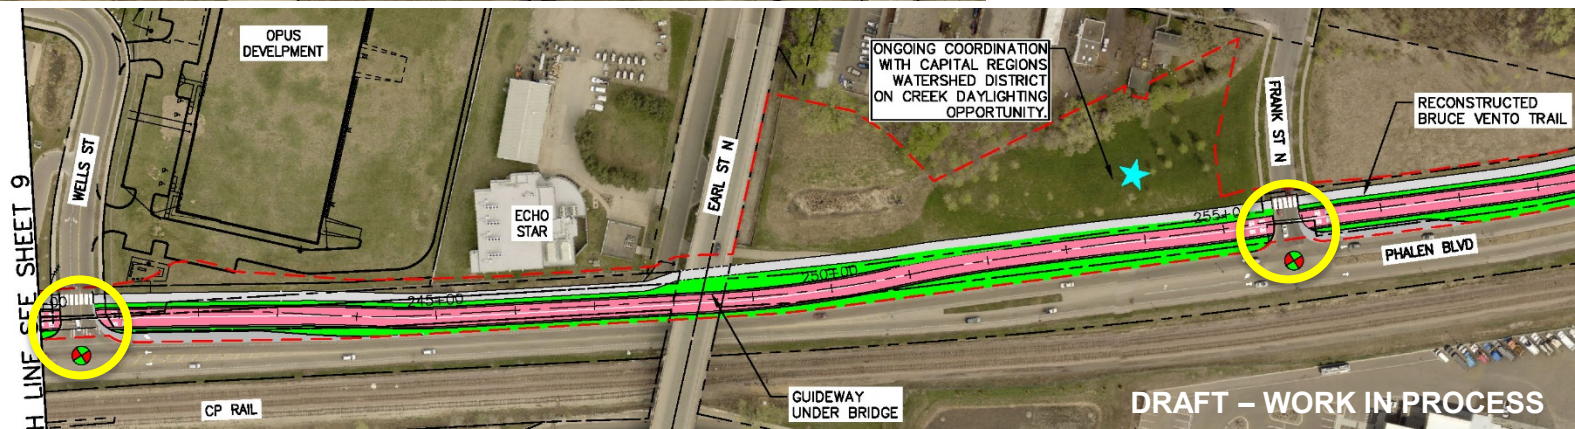 OPUS
DEVELPMENT
WELLS ST
ECHO
STAR
EARL ST N
ONGOING COORDINATION
WITH CAPITAL REGIONS
WATERSHED DISTRICT
ON CREEK DAYLIGHTING
OPPORTUNITY.
FRANK ST N
RECONSTRUCTED
BRUCE VENTO TRAIL
H LINE SEE SHEET 9
00
245+00
250+00
255+00
PHALEN BLVD
CP RAIL
GUIDEWAY
UNDER BRIDGE
DRAFT – WORK IN PROCESS